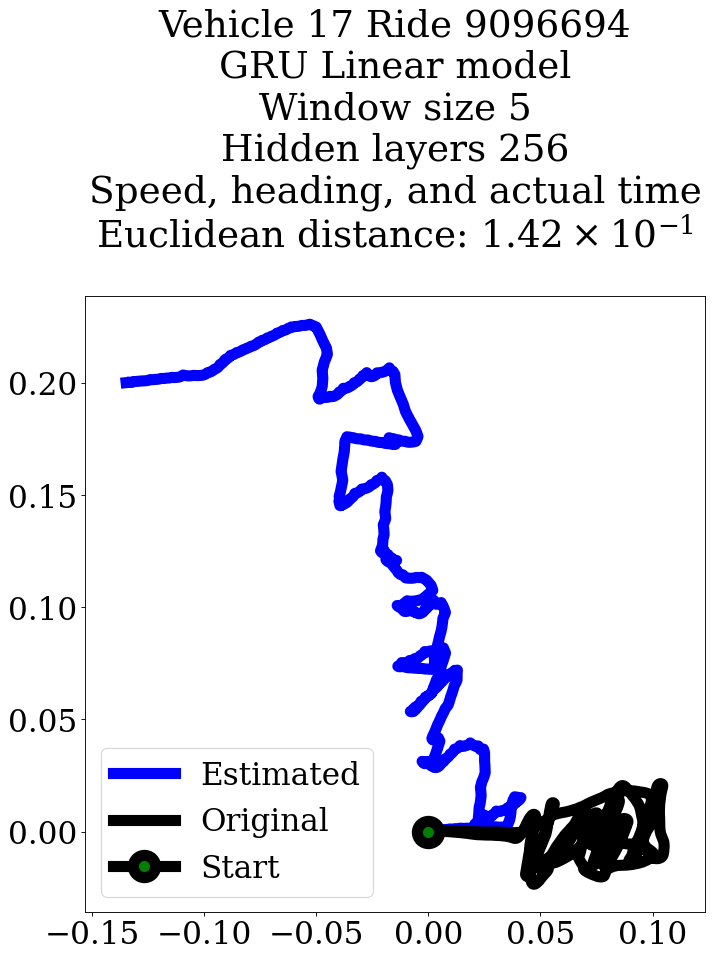 Vehicle 17 Ride 9096694
GRU Linear model
Window size 5
Hidden layers 256
Speed, heading, and actual time
Euclidean distance: 1.42 × 10⁻¹
0.20
0.15
0.10
0.05
0.00
Estimated
Original
Start
−0.15 −0.10 −0.05 0.00 0.05 0.10